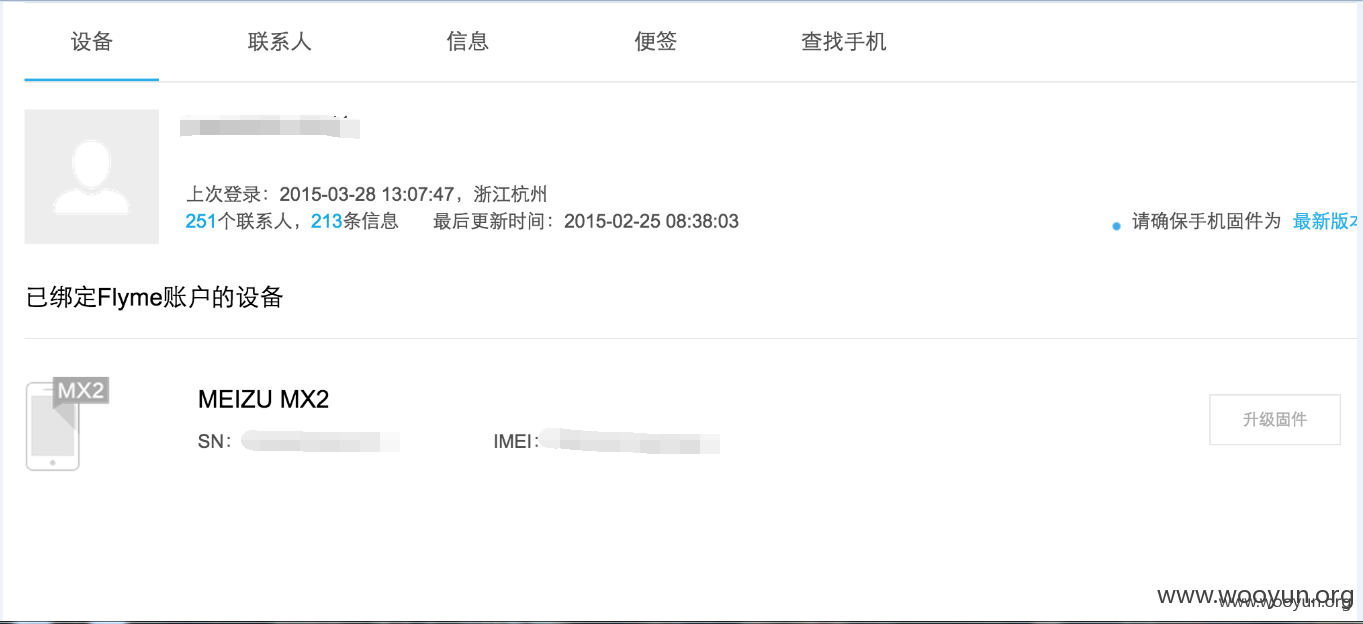 设备 联系人 信息 便签 查找手机
上次登录：2015-03-28 13:07:47，浙江杭州
251个联系人，213条信息 最后更新时间：2015-02-25 08:38:03 请确保手机固件为 最新版本
已绑定Flyme账户的设备
MX2
MEIZU MX2
SN： IMEI：
升级固件
www.wooyun.org
www.wooyun.org